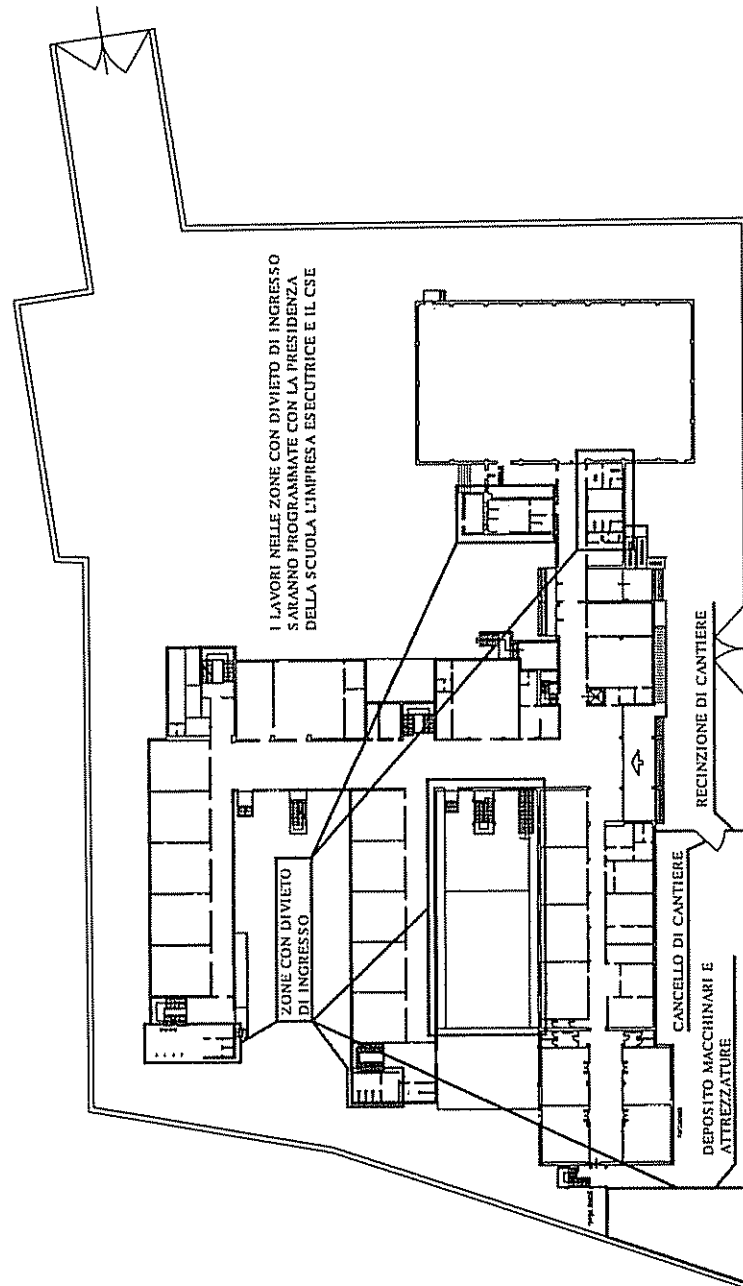 I LAVORI NELLE ZONE CON DIVIETO DI INGRESSO
SARANNO PROGRAMMATE CON LA PRESIDENZA
DELLA SCUOLA L'IMPRESA ESECUTRICE E IL CSE
ZONE CON DIVIETO
DI INGRESSO
RECINZIONE DI CANTIERE
CANCELLO DI CANTIERE
DEPOSITO MACCHINARI E
ATTREZZATURE